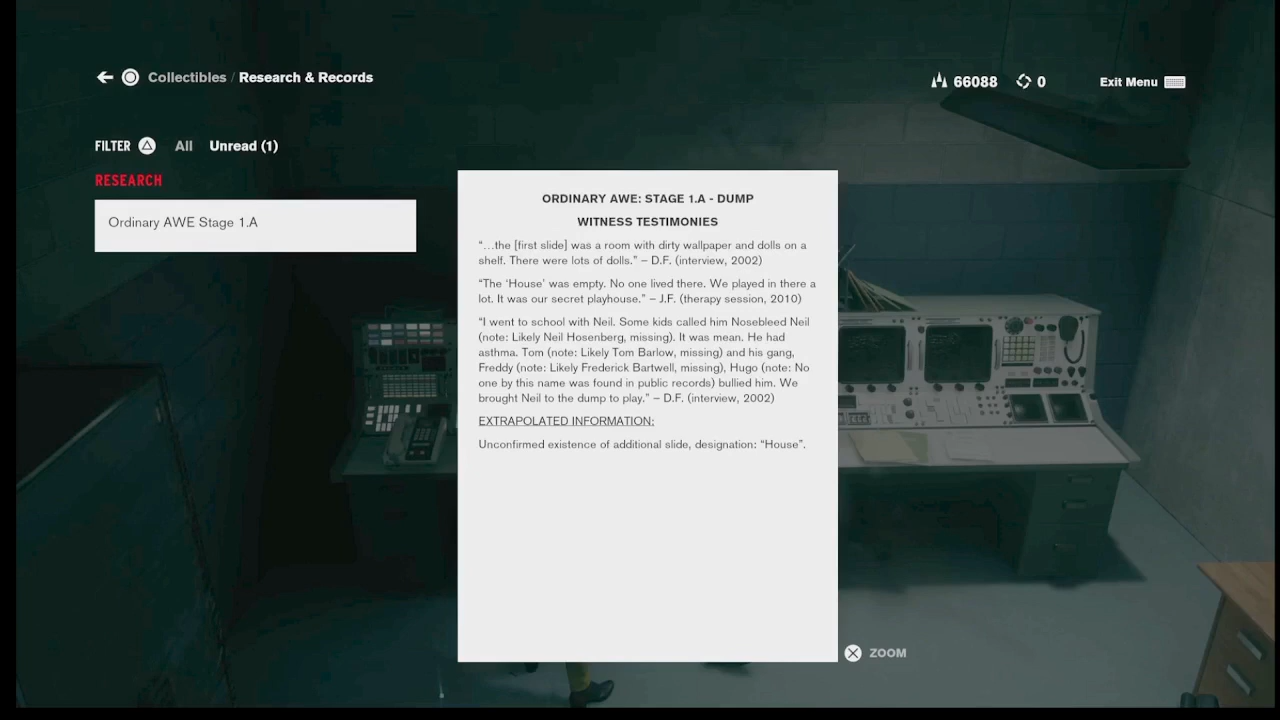 Collectibles / Research & Records
66088 0 Exit Menu
FILTER All Unread (1)
RESEARCH
Ordinary AWE Stage 1.A
ORDINARY AWE: STAGE 1.A - DUMP
WITNESS TESTIMONIES
“…the [first slide] was a room with dirty wallpaper and dolls on a
shelf. There were lots of dolls.” – D.F. (interview, 2002)
“The ‘House’ was empty. No one lived there. We played in there a
lot. It was our secret playhouse.” – J.F. (therapy session, 2010)
“I went to school with Neil. Some kids called him Nosebleed Neil
(note: Likely Neil Hosenberg, missing). It was mean. He had
asthma. Tom (note: Likely Tom Barlow, missing) and his gang,
Freddy (note: Likely Frederick Bartwell, missing), Hugo (note: No
one by this name was found in public records) bullied him. We
brought Neil to the dump to play.” – D.F. (interview, 2002)
EXTRAPOLATED INFORMATION:
Unconfirmed existence of additional slide, designation: “House”.
ZOOM